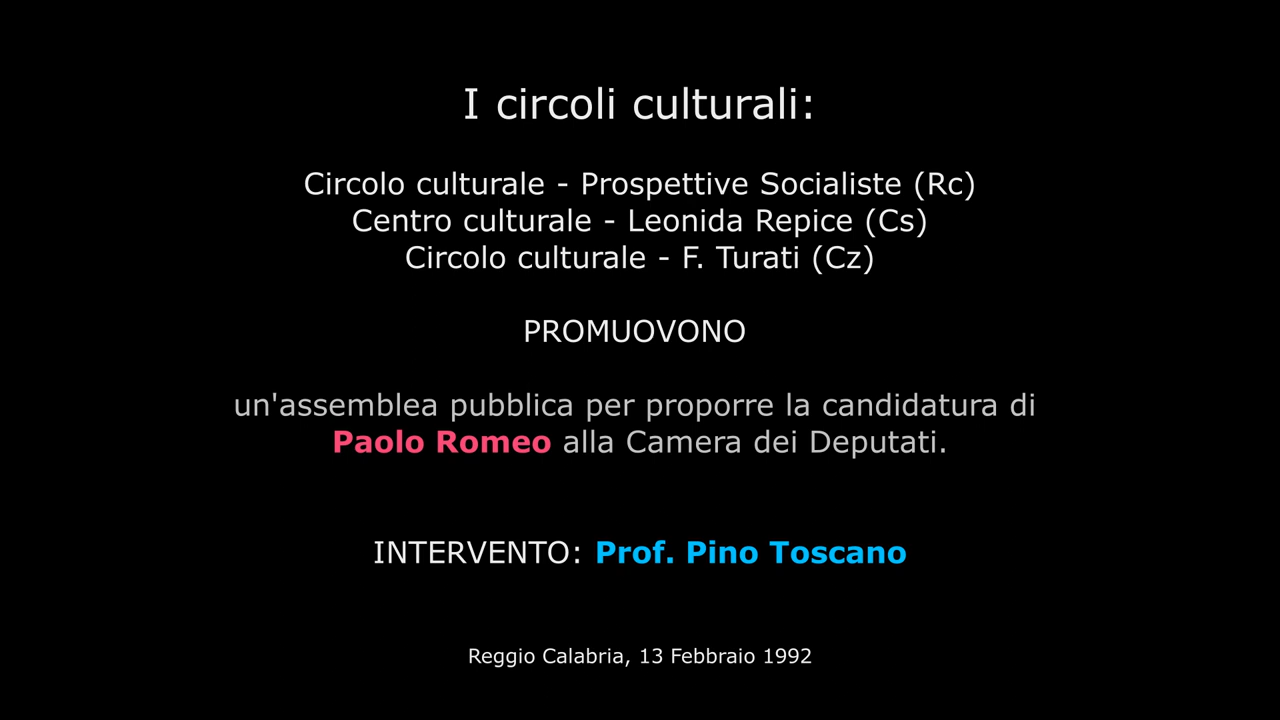 I circoli culturali:
Circolo culturale - Prospettive Socialiste (Rc)
Centro culturale - Leonida Repice (Cs)
Circolo culturale - F. Turati (Cz)
PROMUOVONO
un'assemblea pubblica per proporre la candidatura di
Paolo Romeo alla Camera dei Deputati.
INTERVENTO: Prof. Pino Toscano
Reggio Calabria, 13 Febbraio 1992